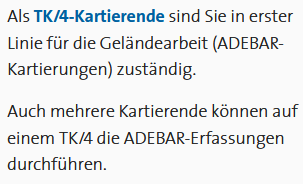 Als TK/4-Kartierende sind Sie in erster
Linie für die Geländearbeit (ADEBAR-
Kartierungen) zuständig.
Auch mehrere Kartierende können auf
einem TK/4 die ADEBAR-Erfassungen
durchführen.